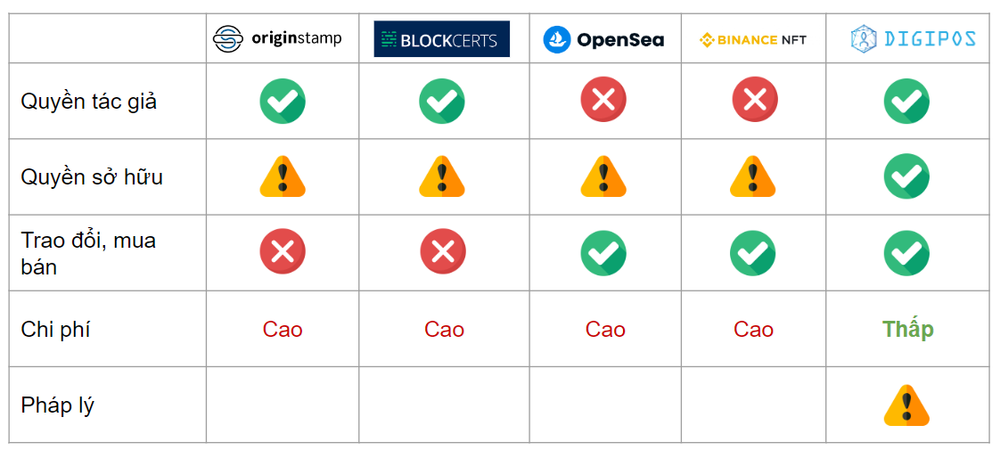 originstamp
BLOCKCERTS
OpenSea
BINANCE NFT
DIGIPOS
Quyền tác giả
Quyền sở hữu
Trao đổi, mua
bán
Chi phí
Cao
Cao
Cao
Cao
Thấp
Pháp lý